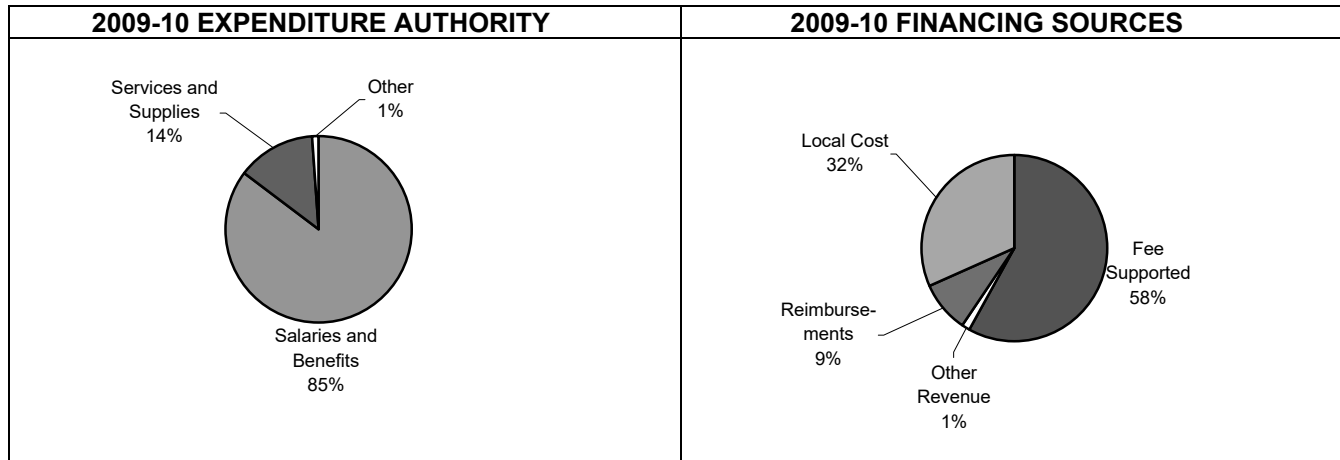 2009-10 EXPENDITURE AUTHORITY
Services and
Supplies
14%
Other
1%
Salaries and
Benefits
85%
2009-10 FINANCING SOURCES
Local Cost
32%
Fee
Supported
58%
Reimburse-
ments
9%
Other
Revenue
1%